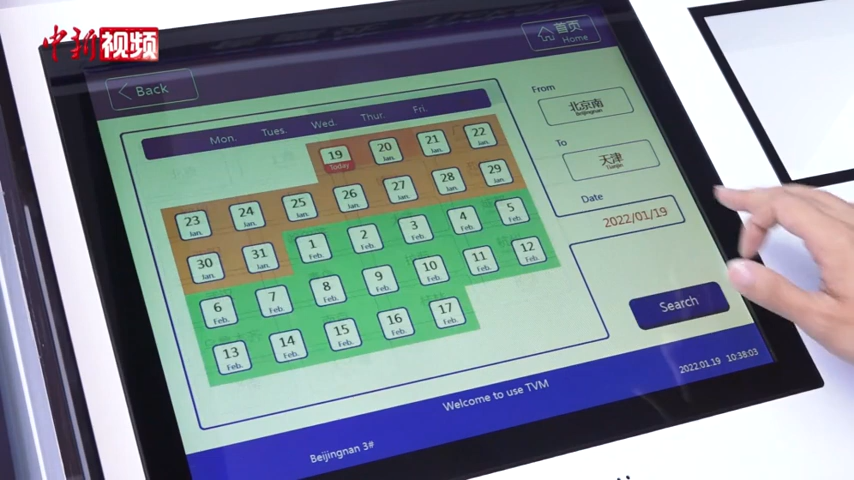 中新视频
Back
首页
Home
Mon. Tues. Wed. Thur. Fri.
19 Today 20 Jan. 21 Jan. 22 Jan.
23 Jan. 24 Jan. 25 Jan. 26 Jan. 27 Jan. 28 Jan. 29 Jan.
30 Jan. 31 Jan. 1 Feb. 2 Feb. 3 Feb. 4 Feb. 5 Feb.
6 Feb. 7 Feb. 8 Feb. 9 Feb. 10 Feb. 11 Feb. 12 Feb.
13 Feb. 14 Feb. 15 Feb. 16 Feb. 17 Feb.
From
北京南
Beijingnan
To
天津
Tianjin
Date
2022/01/19
Search
Welcome to use TVM
Beijingnan 3#
2022.01.19 10:38:03